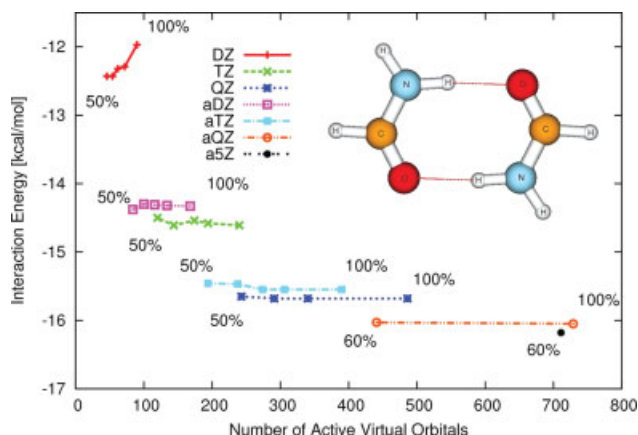 Interaction Energy [kcal/mol]
-12
-13
-14
-15
-16
-17
100%
50%
DZ
TZ
QZ
aDZ
aTZ
aQZ
a5Z
H
N
H
O
H
C
C
H
O
H
N
H
50%
100%
50%
50%
100%
100%
50%
100%
60%
60%
0 100 200 300 400 500 600 700 800
Number of Active Virtual Orbitals